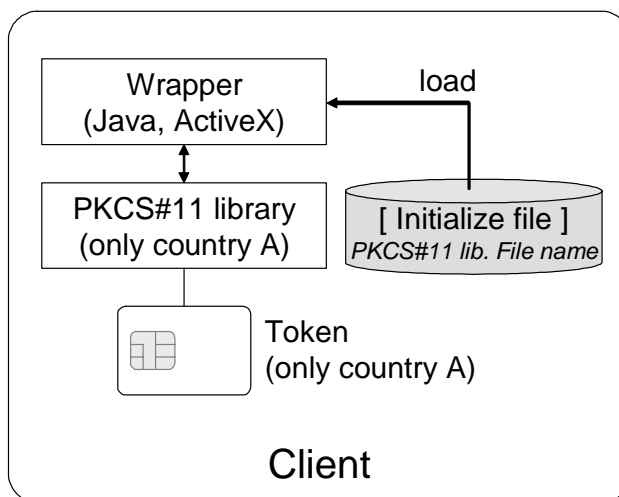 Wrapper
(Java, ActiveX)
load
PKCS#11 library
(only country A)
[ Initialize file ]
PKCS#11 lib. File name
Token
(only country A)
Client